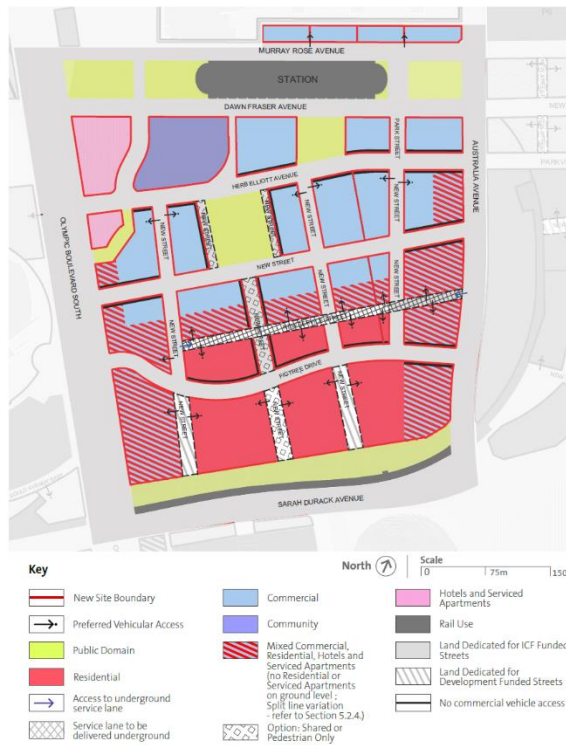 MURRAY ROSE AVENUE
STATION
DAWN FRASER AVENUE
PARK STREET
AUSTRALIA AVENUE
HERB ELLIOTT AVENUE
NEW STREET
NEW STREET
NEW STREET
NEW STREET
OLYMPIC BOULEVARD SOUTH
NEW STREET
NEW STREET
NEW STREET
NEW STREET
NEW STREET
FIGTREE DRIVE
NEW STREET
NEW STREET
NEW STREET
SARAH DURACK AVENUE
Key
North
Scale
0 75m 150
New Site Boundary
Preferred Vehicular Access
Public Domain
Residential
Access to underground
service lane
Service lane to be
delivered underground
Commercial
Community
Mixed Commercial,
Residential, Hotels and
Serviced Apartments
(no Residential or
Serviced Apartments
on ground level ;
Split line variation
- refer to Section 5.2.4.)
Option: Shared or
Pedestrian Only
Hotels and Serviced
Apartments
Rail Use
Land Dedicated for ICF Funded
Streets
Land Dedicated for
Development Funded Streets
No commercial vehicle access